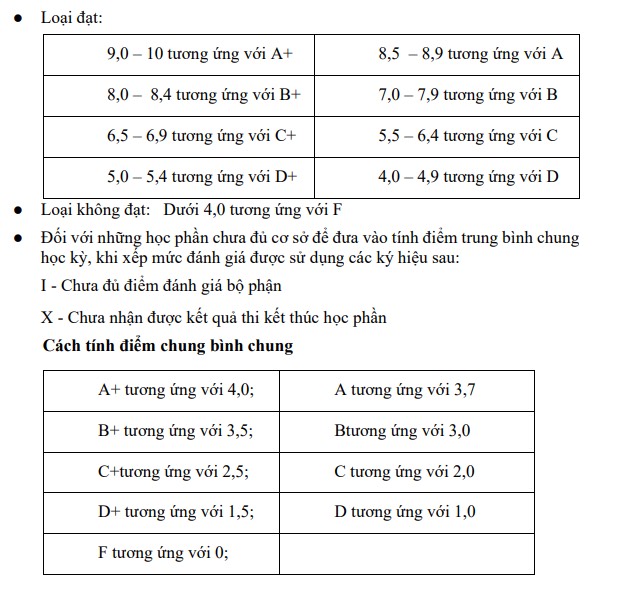 ● Loại đạt:
9,0 – 10 tương ứng với A+ 8,5 – 8,9 tương ứng với A
8,0 – 8,4 tương ứng với B+ 7,0 – 7,9 tương ứng với B
6,5 – 6,9 tương ứng với C+ 5,5 – 6,4 tương ứng với C
5,0 – 5,4 tương ứng với D+ 4,0 – 4,9 tương ứng với D
● Loại không đạt: Dưới 4,0 tương ứng với F
● Đối với những học phần chưa đủ cơ sở để đưa vào tính điểm trung bình chung
học kỳ, khi xếp mức đánh giá được sử dụng các ký hiệu sau:
I - Chưa đủ điểm đánh giá bộ phận
X - Chưa nhận được kết quả thi kết thúc học phần
Cách tính điểm chung bình chung
A+ tương ứng với 4,0; A tương ứng với 3,7
B+ tương ứng với 3,5; Btương ứng với 3,0
C+tương ứng với 2,5; C tương ứng với 2,0
D+ tương ứng với 1,5; D tương ứng với 1,0
F tương ứng với 0;